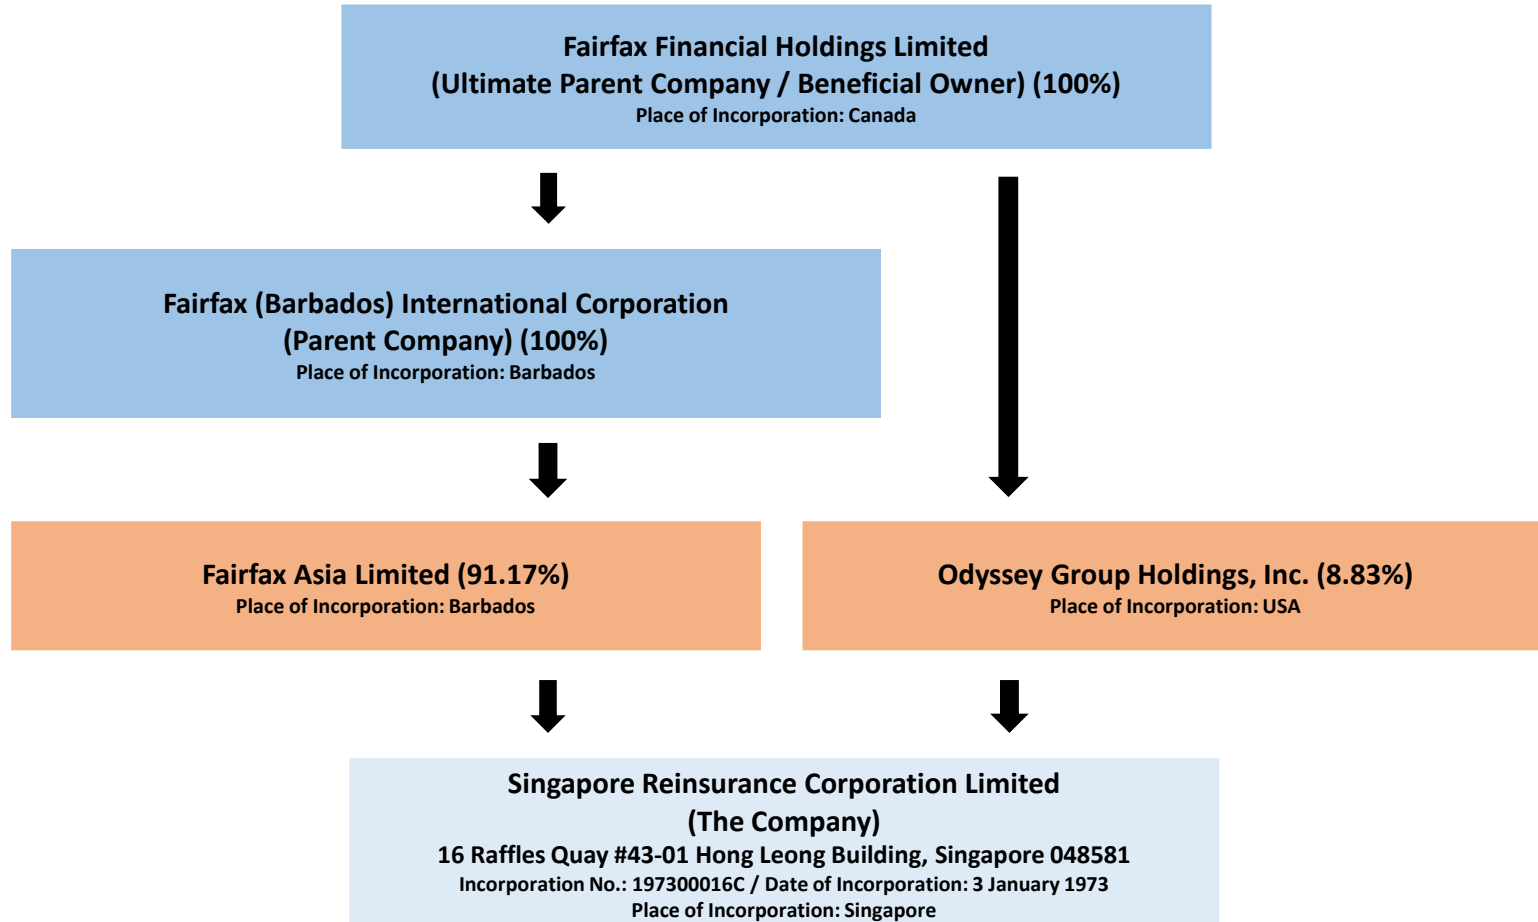 Fairfax Financial Holdings Limited
(Ultimate Parent Company / Beneficial Owner) (100%)
Place of Incorporation: Canada
Fairfax (Barbados) International Corporation
(Parent Company) (100%)
Place of Incorporation: Barbados
Fairfax Asia Limited (91.17%)
Place of Incorporation: Barbados
Odyssey Group Holdings, Inc. (8.83%)
Place of Incorporation: USA
Singapore Reinsurance Corporation Limited
(The Company)
16 Raffles Quay #43-01 Hong Leong Building, Singapore 048581
Incorporation No.: 197300016C / Date of Incorporation: 3 January 1973
Place of Incorporation: Singapore